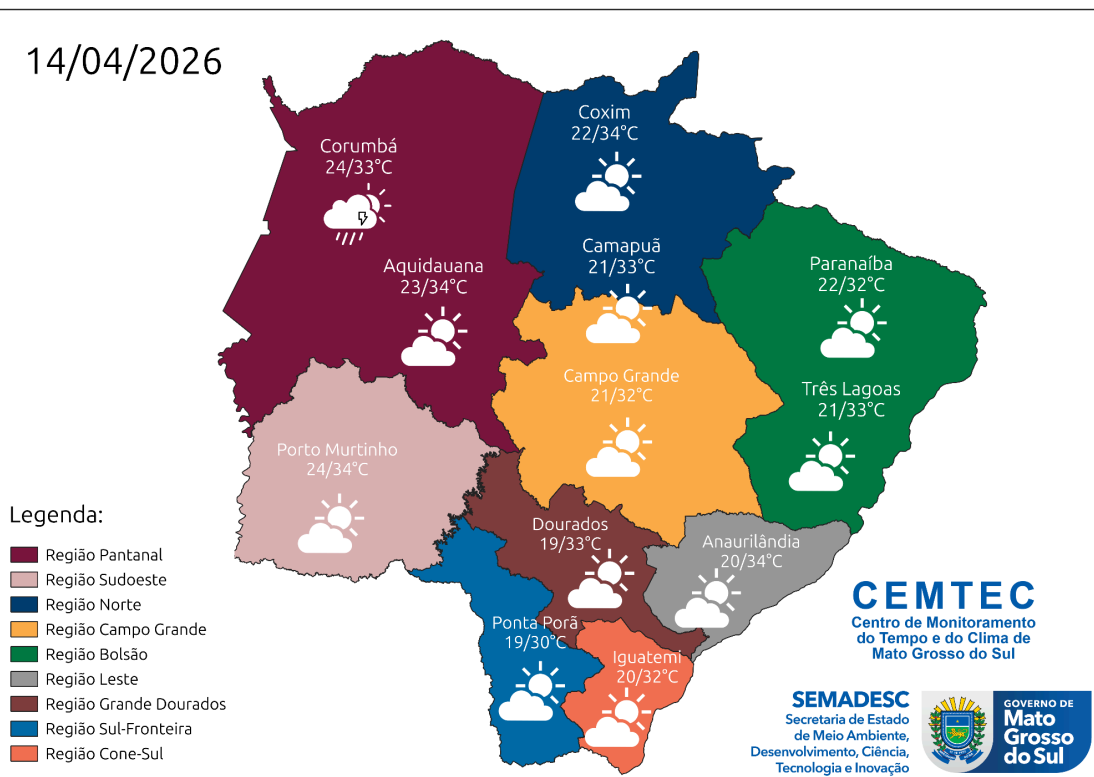 14/04/2026
Corumbá
24/33°C
Coxim
22/34°C
Aquidauana
23/34°C
Camapuã
21/33°C
Paranaíba
22/32°C
Campo Grande
21/32°C
Três Lagoas
21/33°C
Porto Murtinho
24/34°C
Dourados
19/33°C
Anaurilândia
20/34°C
Ponta Porã
19/30°C
Iguatemi
20/32°C
Legenda:
Região Pantanal
Região Sudoeste
Região Norte
Região Campo Grande
Região Bolsão
Região Leste
Região Grande Dourados
Região Sul-Fronteira
Região Cone-Sul
CEMTEC
Centro de Monitoramento
do Tempo e do Clima de
Mato Grosso do Sul
SEMADESC
Secretaria de Estado
de Meio Ambiente,
Desenvolvimento, Ciência,
Tecnologia e Inovação
GOVERNO DE
Mato
Grosso
do Sul